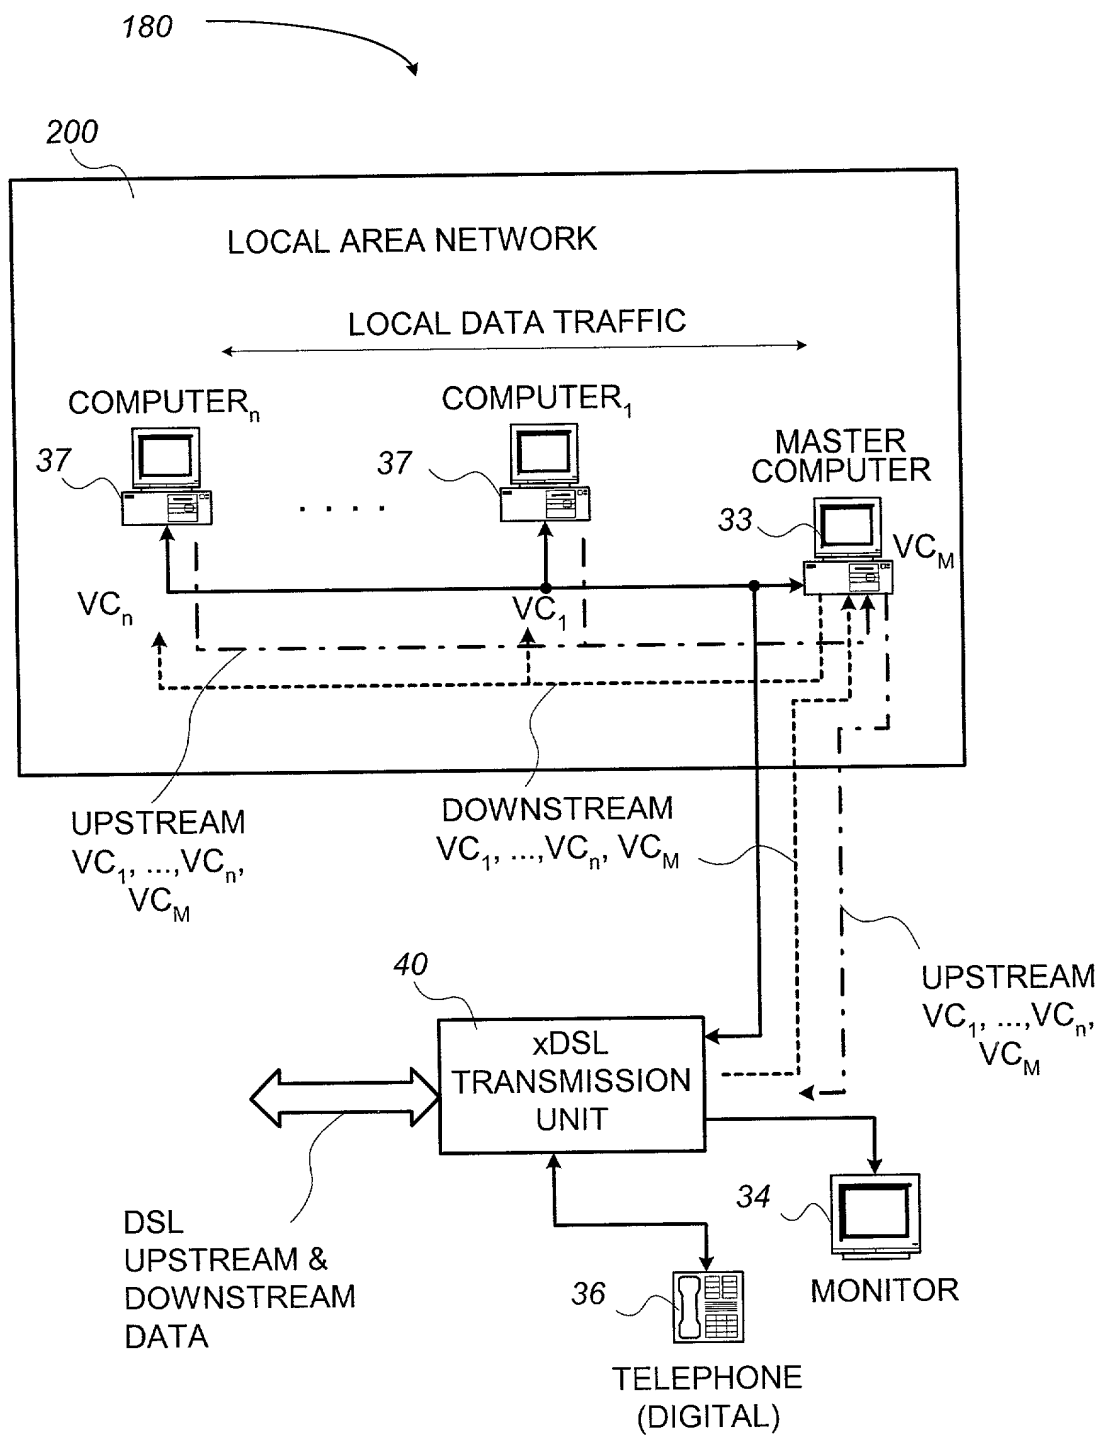 180
200
LOCAL AREA NETWORK
LOCAL DATA TRAFFIC
COMPUTERn
COMPUTER1
MASTER
COMPUTER
37
37
. . . .
33
VCM
VCn
VC1
UPSTREAM
VC1, ...,VCn,
VCM
DOWNSTREAM
VC1, ...,VCn, VCM
UPSTREAM
VC1, ...,VCn,
VCM
40
xDSL
TRANSMISSION
UNIT
DSL
UPSTREAM &
DOWNSTREAM
DATA
34
MONITOR
36
TELEPHONE
(DIGITAL)